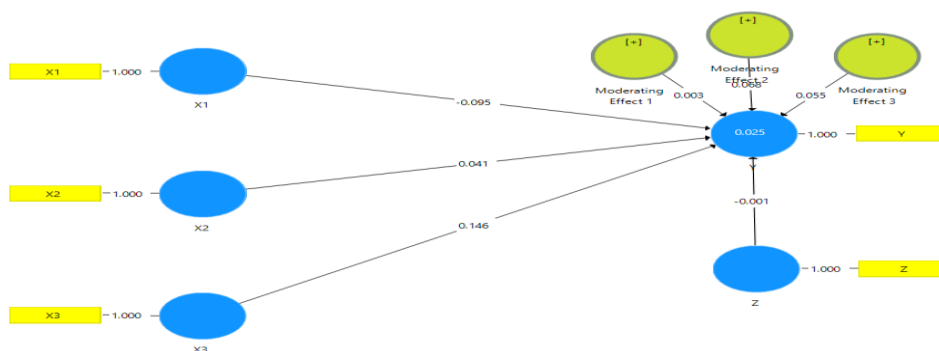 [+]
[+]
[+]
X1
1.000
X1
Moderating
Effect 1
Moderating
Effect 2
Moderating
Effect 3
0.003
0.068
0.055
-0.095
0.025
1.000
Y
Y
X2
1.000
X2
0.041
-0.001
0.146
Z
1.000
Z
X3
1.000
X3